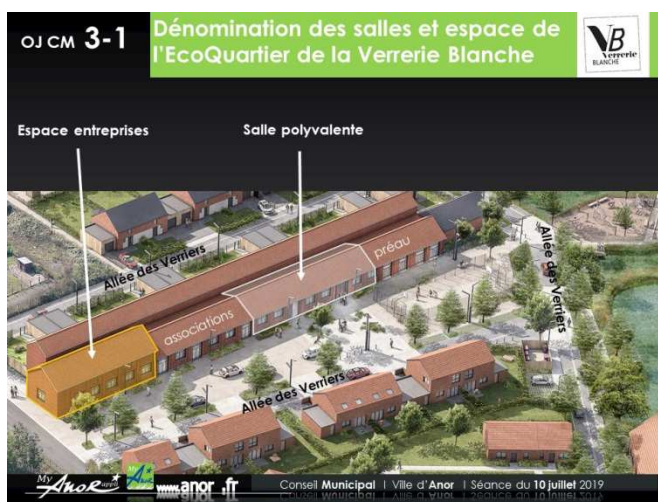 OJ CM 3-1
Dénomination des salles et espace de
l'EcoQuartier de la Verrerie Blanche
VB
Verrerie
BLANCHE
Espace entreprises
Salle polyvalente
Allée des Verriers
associations
préau
Allée des Verriers
Allée des Verriers
My Anor appli
My
www.anor.fr
Conseil Municipal | Ville d'Anor | Séance du 10 juillet 2019